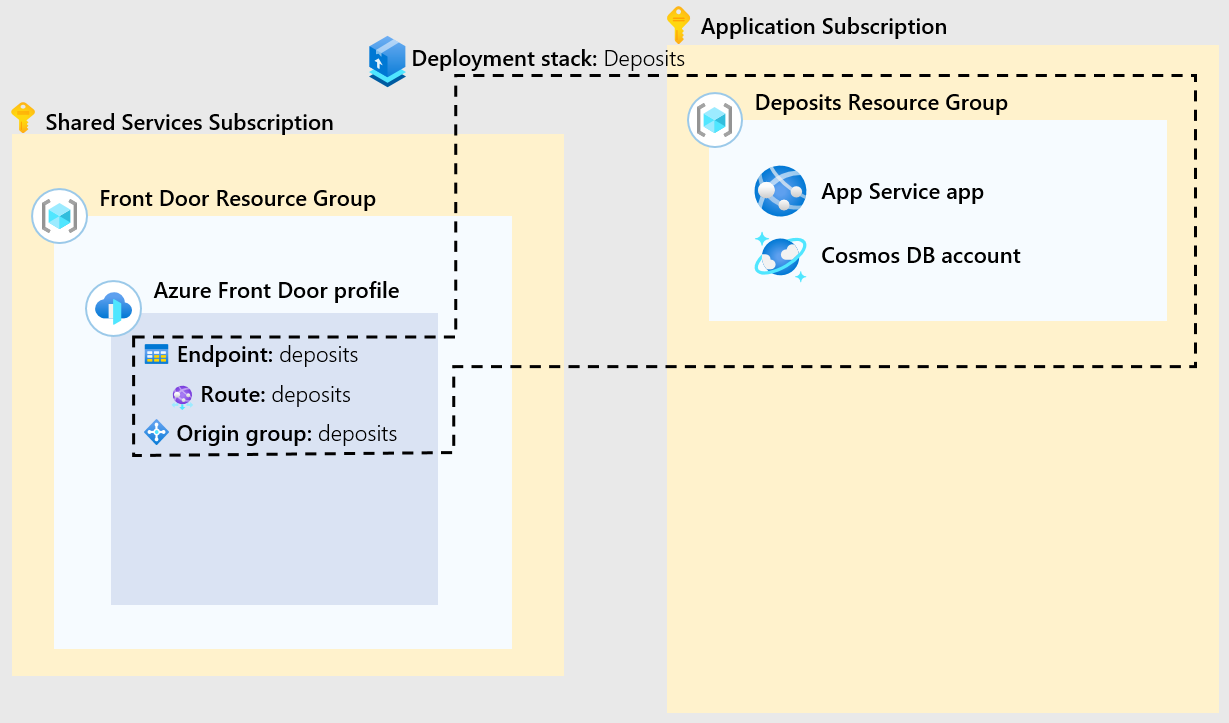 Application Subscription
Deployment stack: Deposits
Deposits Resource Group
Shared Services Subscription
App Service app
Front Door Resource Group
Cosmos DB account
Azure Front Door profile
Endpoint: deposits
Route: deposits
Origin group: deposits